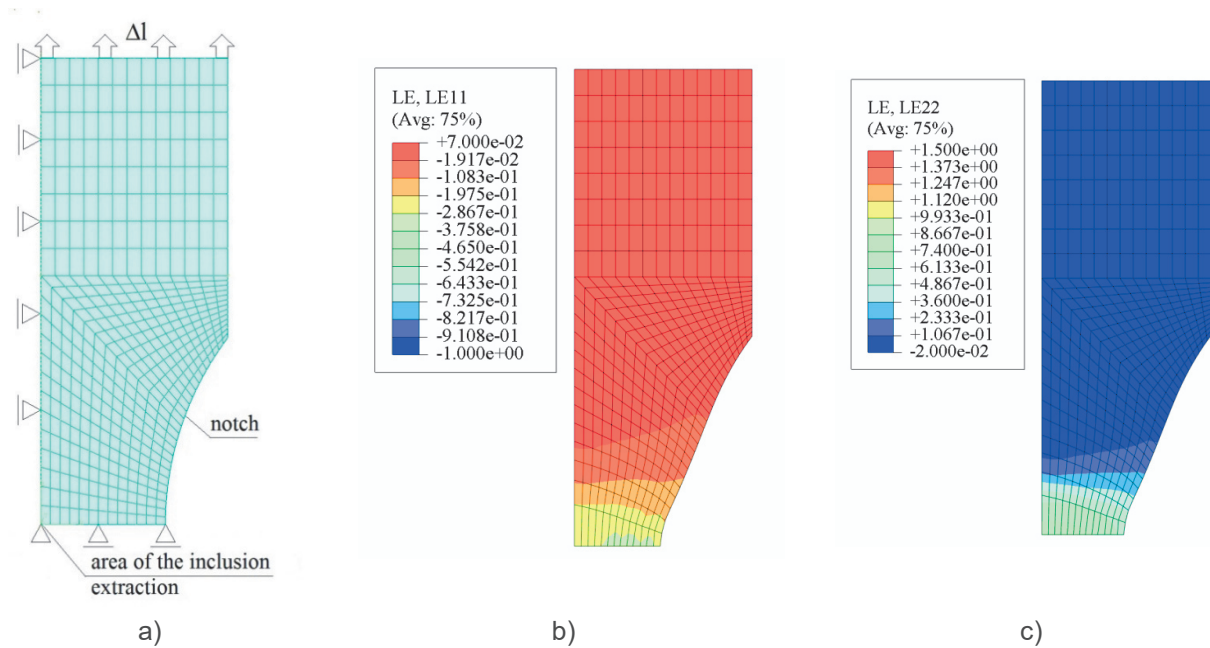 Δl
notch
area of the inclusion
extraction
a)
LE, LE11
(Avg: 75%)
+7.000e-02
-1.917e-02
-1.083e-01
-1.975e-01
-2.867e-01
-3.758e-01
-4.650e-01
-5.542e-01
-6.433e-01
-7.325e-01
-8.217e-01
-9.108e-01
-1.000e+00
b)
LE, LE22
(Avg: 75%)
+1.500e+00
+1.373e+00
+1.247e+00
+1.120e+00
+9.933e-01
+8.667e-01
+7.400e-01
+6.133e-01
+4.867e-01
+3.600e-01
+2.333e-01
+1.067e-01
-2.000e-02
c)